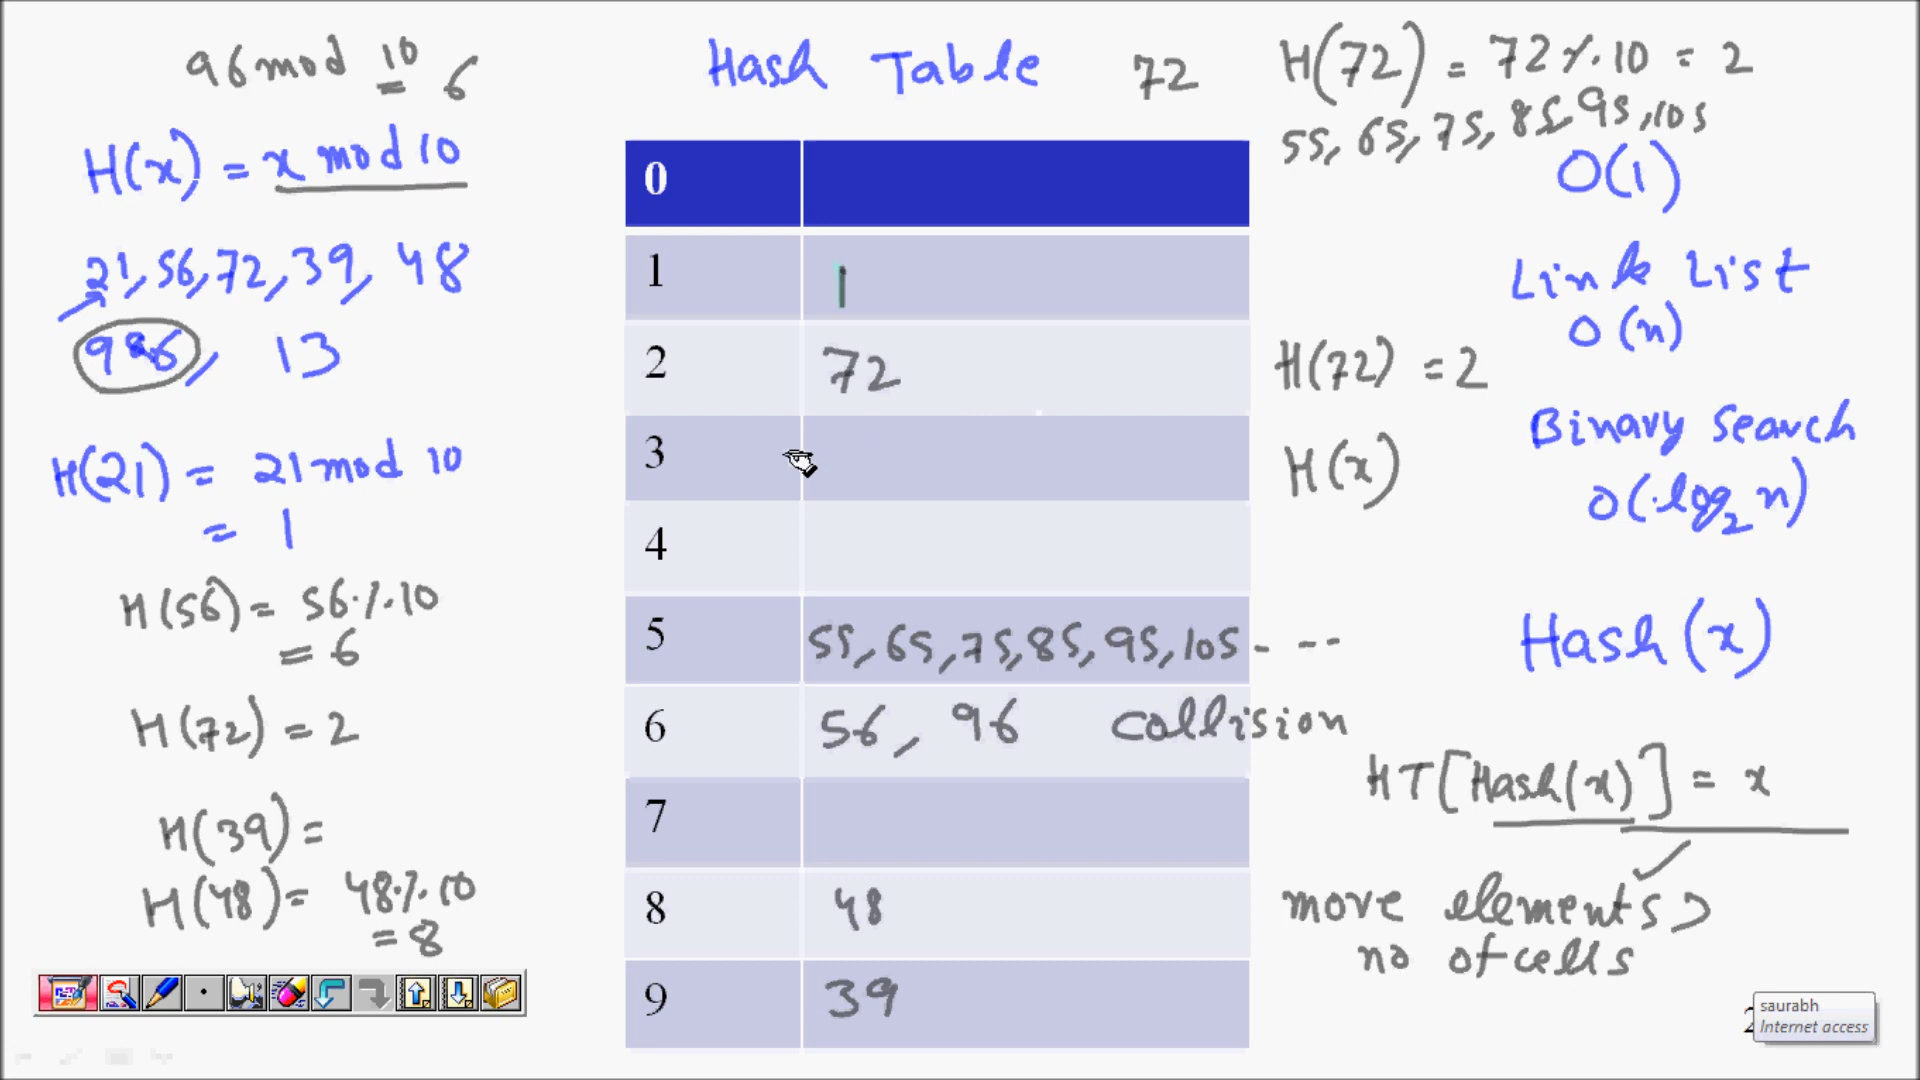 96 mod 10 6
H(x) = x mod 10
21, 56, 72, 39, 48
13
H(21) = 21 mod 10
= 1
H(56) = 56 % 10
= 6
H(72) = 2
H(39) =
H(48) = 48 % 10
= 8
Hash Table 72
0
1 1
2 72
3
4
5 55, 65, 75, 85, 95, 105 - --
6 56, 96 collision
7
8 48
9 39
H(72) = 72 % 10 = 2
55, 65, 75, 85, 95, 105
O(1)
Link List
O(n)
H(72) = 2
H(x)
Binary Search
O(log2 n)
Hash(x)
HT[Hash(x)] = x
move elements >
no of cells
2
saurabh
Internet access